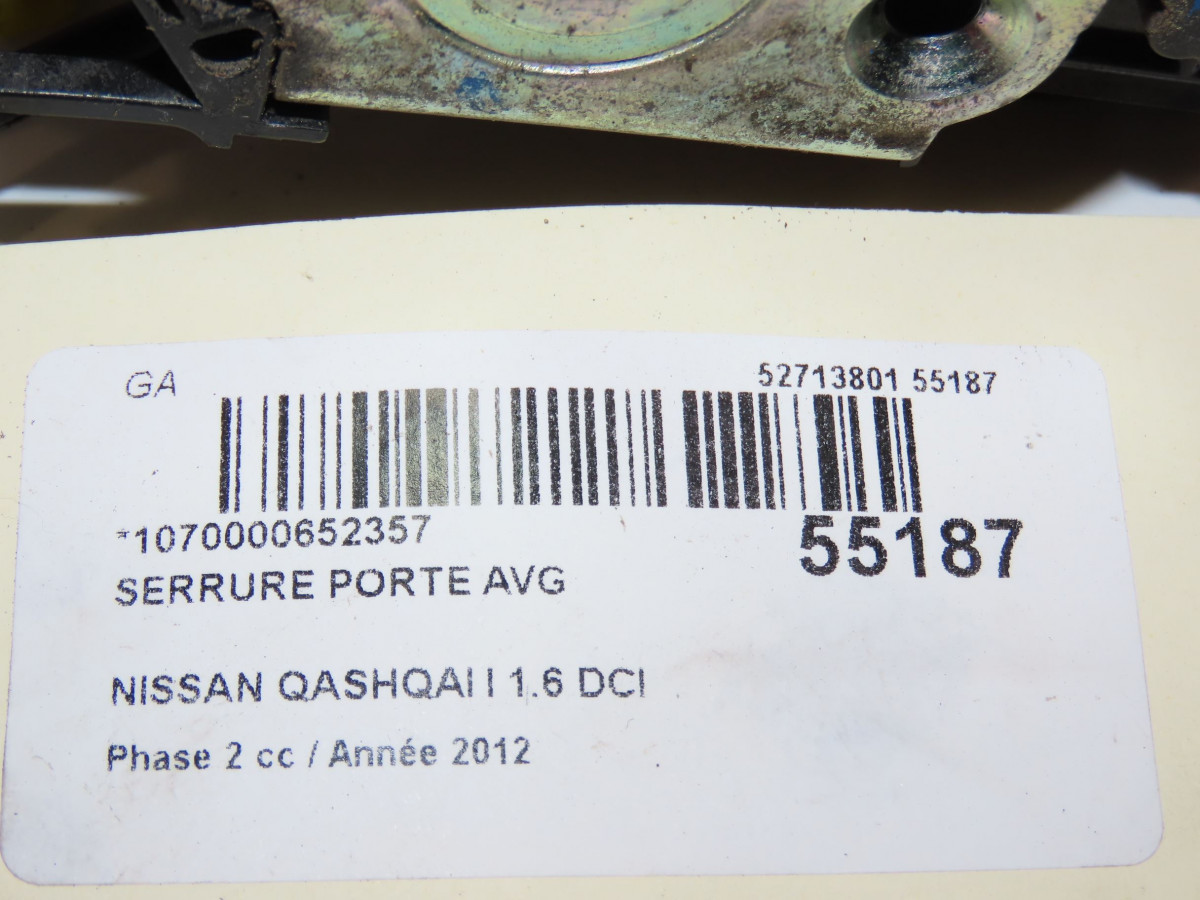 GA 52713801 55187
*1070000652357 55187
SERRURE PORTE AVG
NISSAN QASHQAI I 1.6 DCI
Phase 2 cc / Année 2012